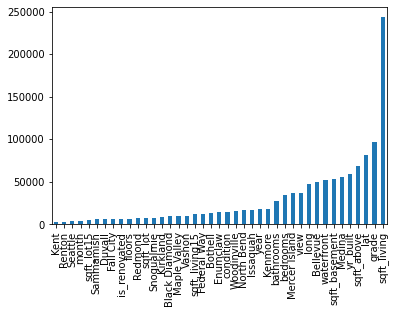 250000
200000
150000
100000
50000
0
Kent
Renton
Seattle
month
sqft_lot15
Sammamish
Duvall
Fall City
is_renovated
floors
Redmond
sqft_lot
Snoqualmie
Kirkland
Black Diamond
Maple Valley
Vashon
sqft_living15
Federal Way
Bothell
Enumclaw
condition
Woodinville
North Bend
Issaquah
year
Kenmore
bathrooms
bedrooms
Mercer Island
view
long
Bellevue
waterfront
sqft_basement
Medina
yr_built
sqft_above
lat
grade
sqft_living